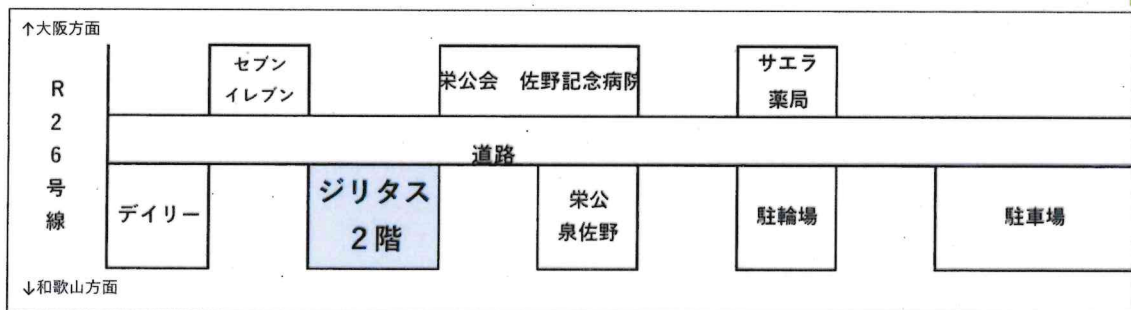 ↑大阪方面
R26号線
セブン
イレブン
栄公会　佐野記念病院
サエラ
薬局
道路
デイリー
ジリタス
２階
栄公
泉佐野
駐輪場
駐車場
↓和歌山方面